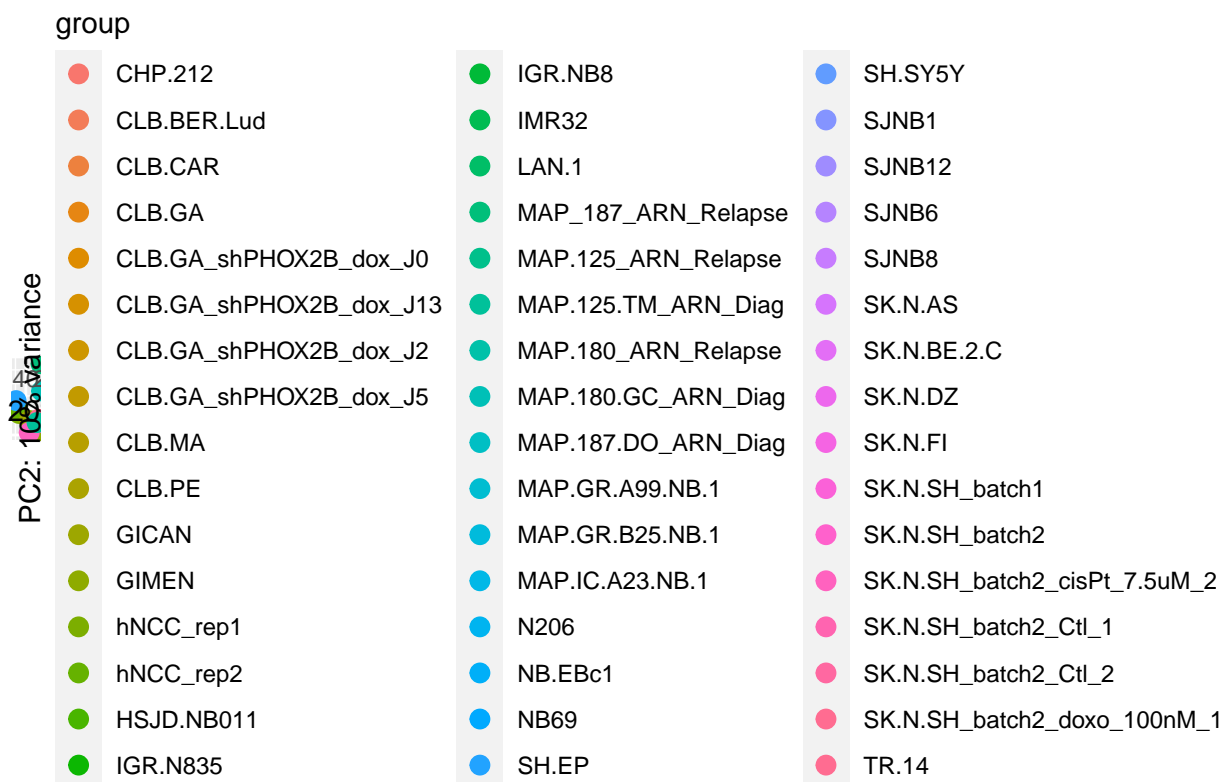 group
CHP.212
CLB.BER.Lud
CLB.CAR
CLB.GA
CLB.GA_shPHOX2B_dox_J0
CLB.GA_shPHOX2B_dox_J13
CLB.GA_shPHOX2B_dox_J2
CLB.GA_shPHOX2B_dox_J5
CLB.MA
CLB.PE
GICAN
GIMEN
hNCC_rep1
hNCC_rep2
HSJD.NB011
IGR.N835
IGR.NB8
IMR32
LAN.1
MAP_187_ARN_Relapse
MAP.125_ARN_Relapse
MAP.125.TM_ARN_Diag
MAP.180_ARN_Relapse
MAP.180.GC_ARN_Diag
MAP.187.DO_ARN_Diag
MAP.GR.A99.NB.1
MAP.GR.B25.NB.1
MAP.IC.A23.NB.1
N206
NB.EBc1
NB69
SH.EP
SH.SY5Y
SJNB1
SJNB12
SJNB6
SJNB8
SK.N.AS
SK.N.BE.2.C
SK.N.DZ
SK.N.FI
SK.N.SH_batch1
SK.N.SH_batch2
SK.N.SH_batch2_cisPt_7.5uM_2
SK.N.SH_batch2_Ctl_1
SK.N.SH_batch2_Ctl_2
SK.N.SH_batch2_doxo_100nM_1
TR.14
PC2: 10% variance